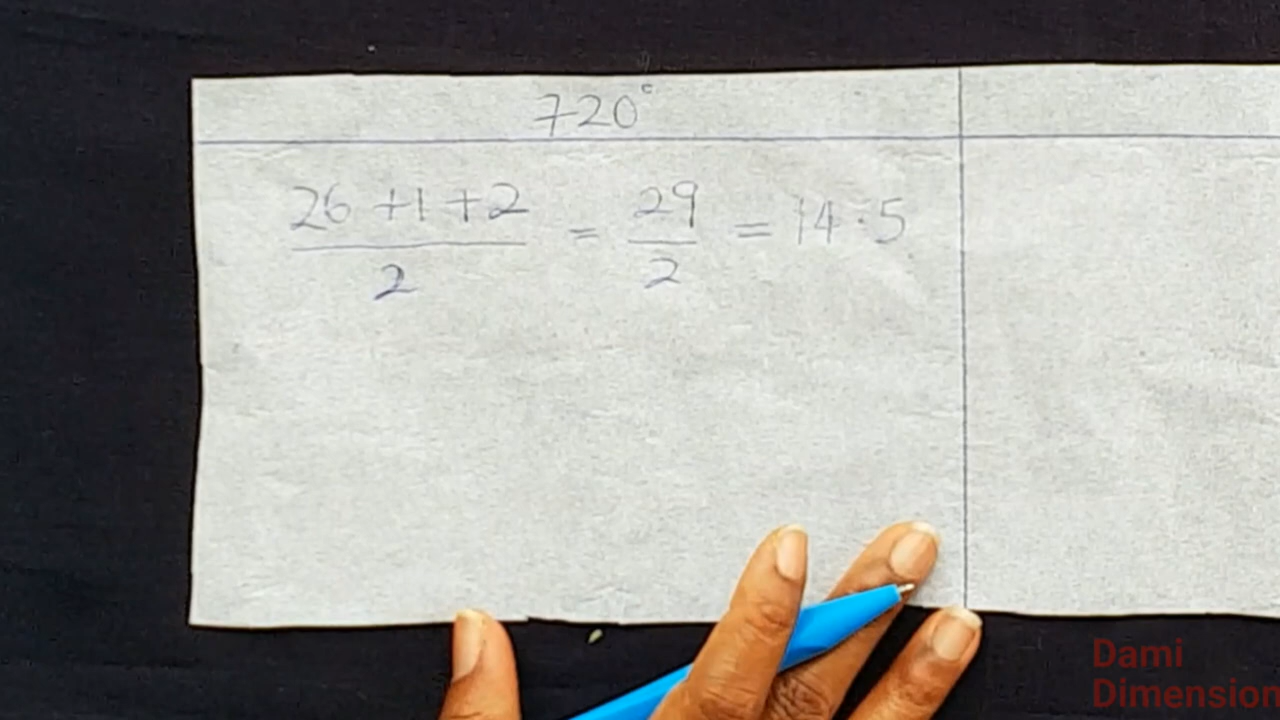 720°
26 +1 +2 / 2 = 29 / 2 = 14.5
Dami
Dimension